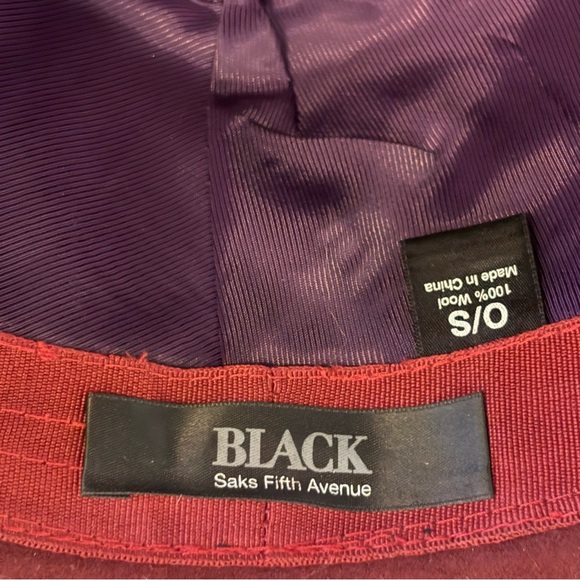 O/S
100% Wool
Made In China
BLACK
Saks Fifth Avenue